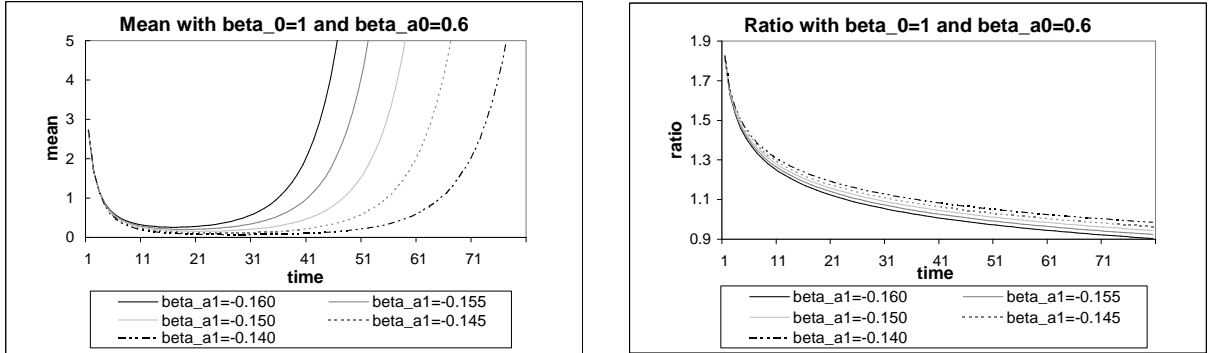 Mean with beta_0=1 and beta_a0=0.6
5
4
3
2
1
0
mean
1 11 21 31 41 51 61 71
time
beta_a1=-0.160 beta_a1=-0.155
beta_a1=-0.150 beta_a1=-0.145
beta_a1=-0.140
Ratio with beta_0=1 and beta_a0=0.6
1.9
1.7
1.5
1.3
1.1
0.9
ratio
1 11 21 31 41 51 61 71
time
beta_a1=-0.160 beta_a1=-0.155
beta_a1=-0.150 beta_a1=-0.145
beta_a1=-0.140